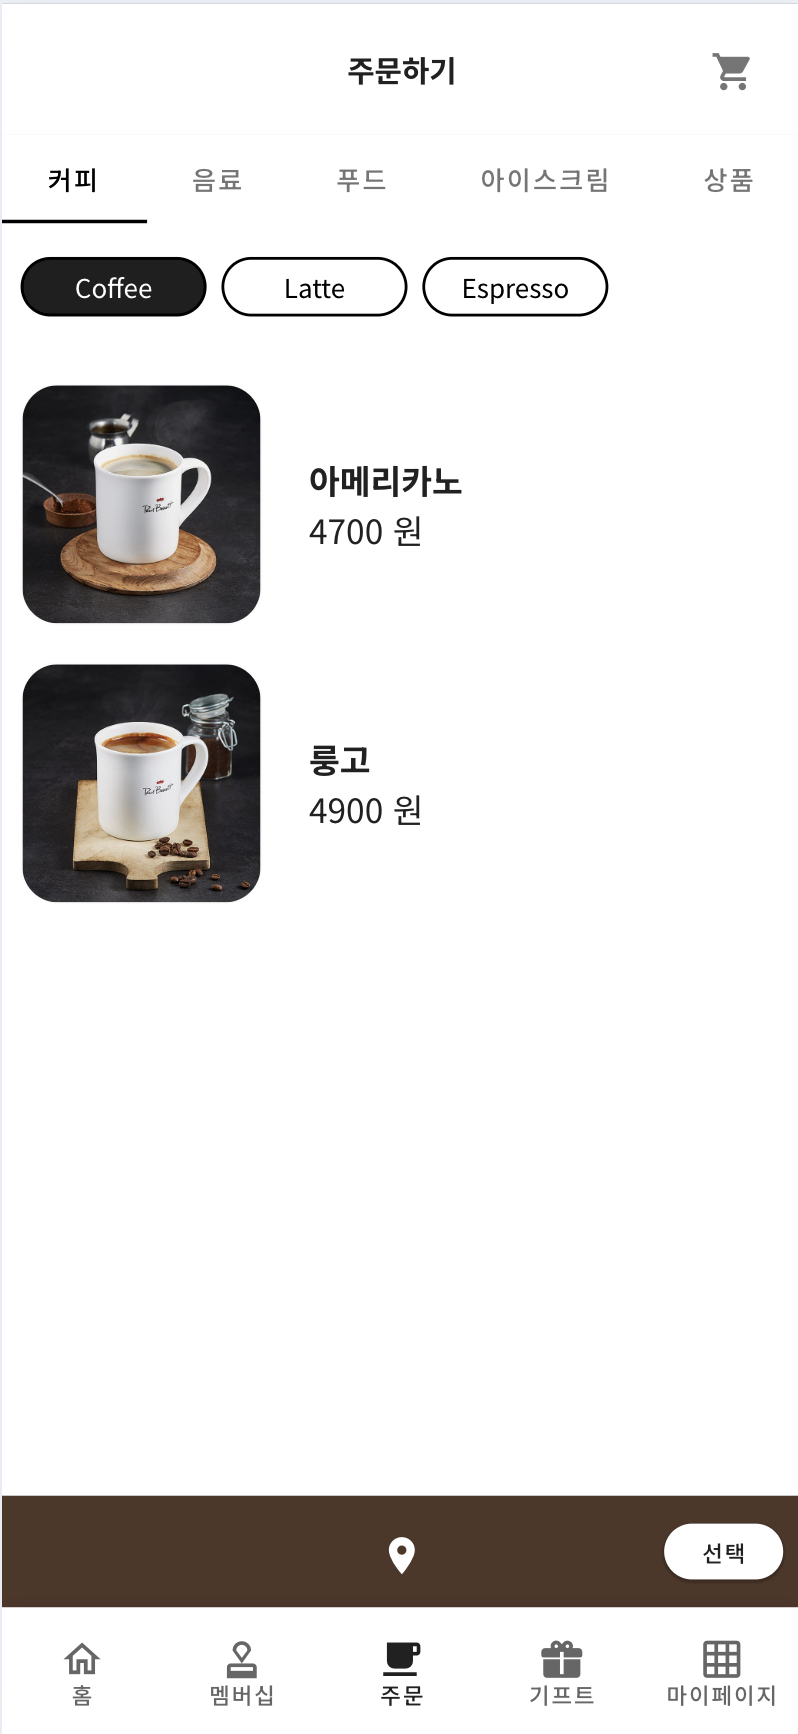 주문하기
커피 음료 푸드 아이스크림 상품
Coffee Latte Espresso
아메리카노
4700 원
룽고
4900 원
선택
홈 멤버십 주문 기프트 마이페이지